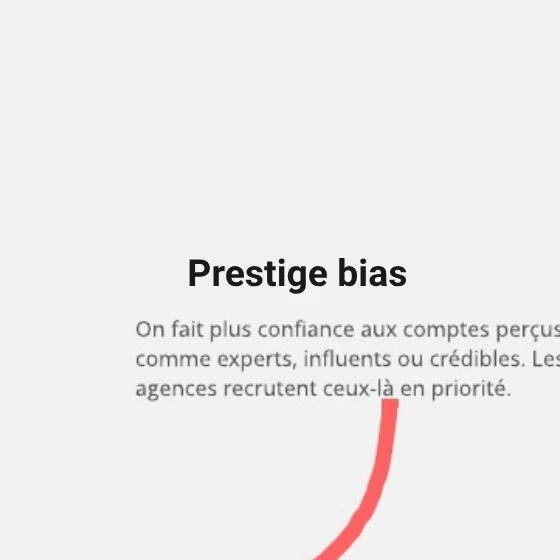 Prestige bias
On fait plus confiance aux comptes perçus
comme experts, influents ou crédibles. Les
agences recrutent ceux-là en priorité.